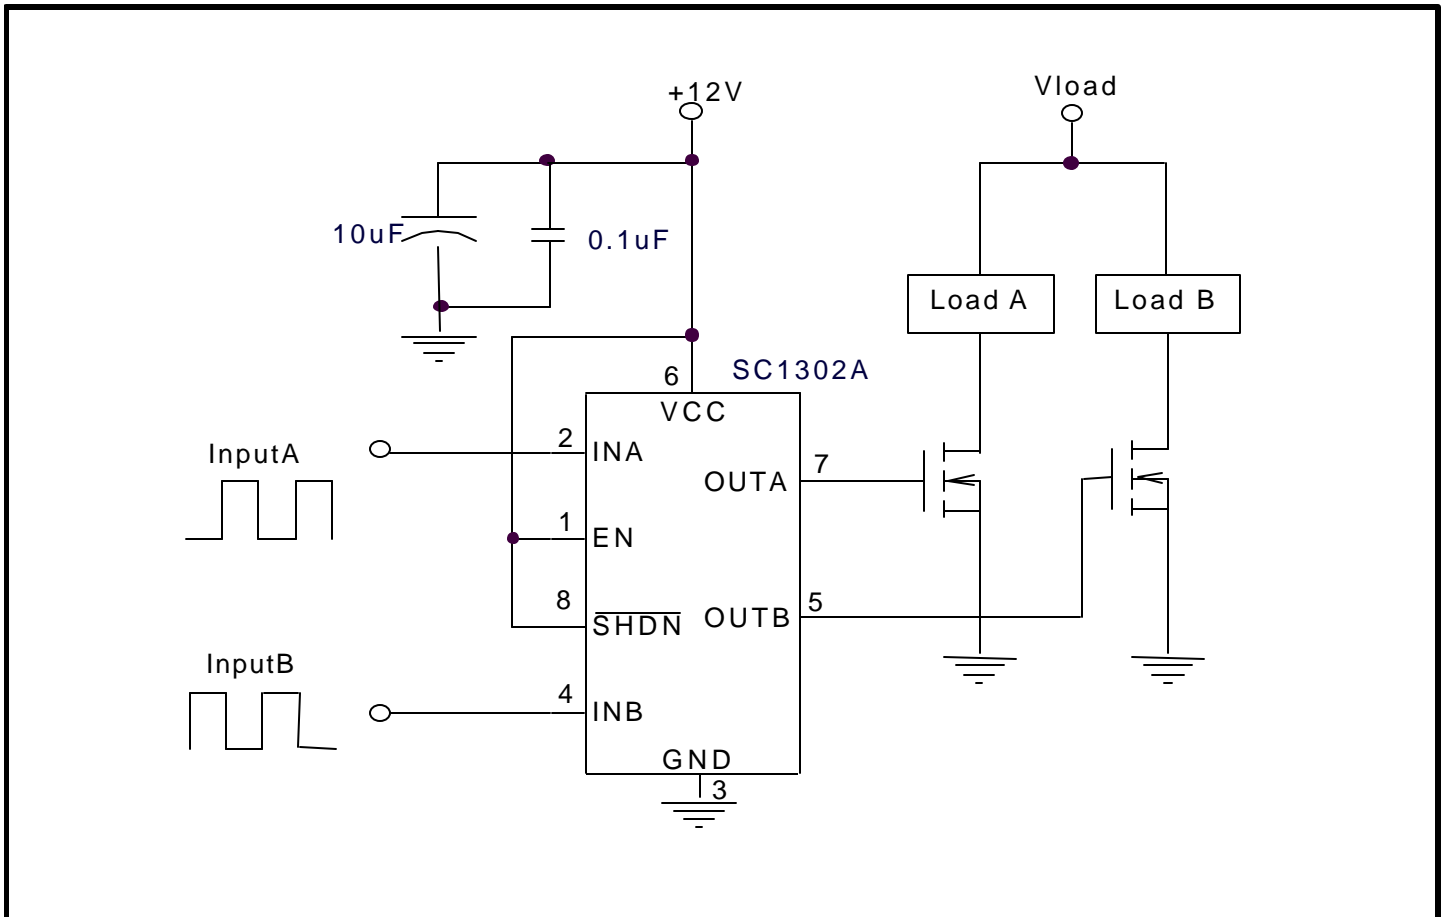 +12V
Vload
10uF
0.1uF
Load A
Load B
SC1302A
6
VCC
InputA
2
INA
OUTA
7
1
EN
8
SHDN
OUTB
5
InputB
4
INB
GND
3